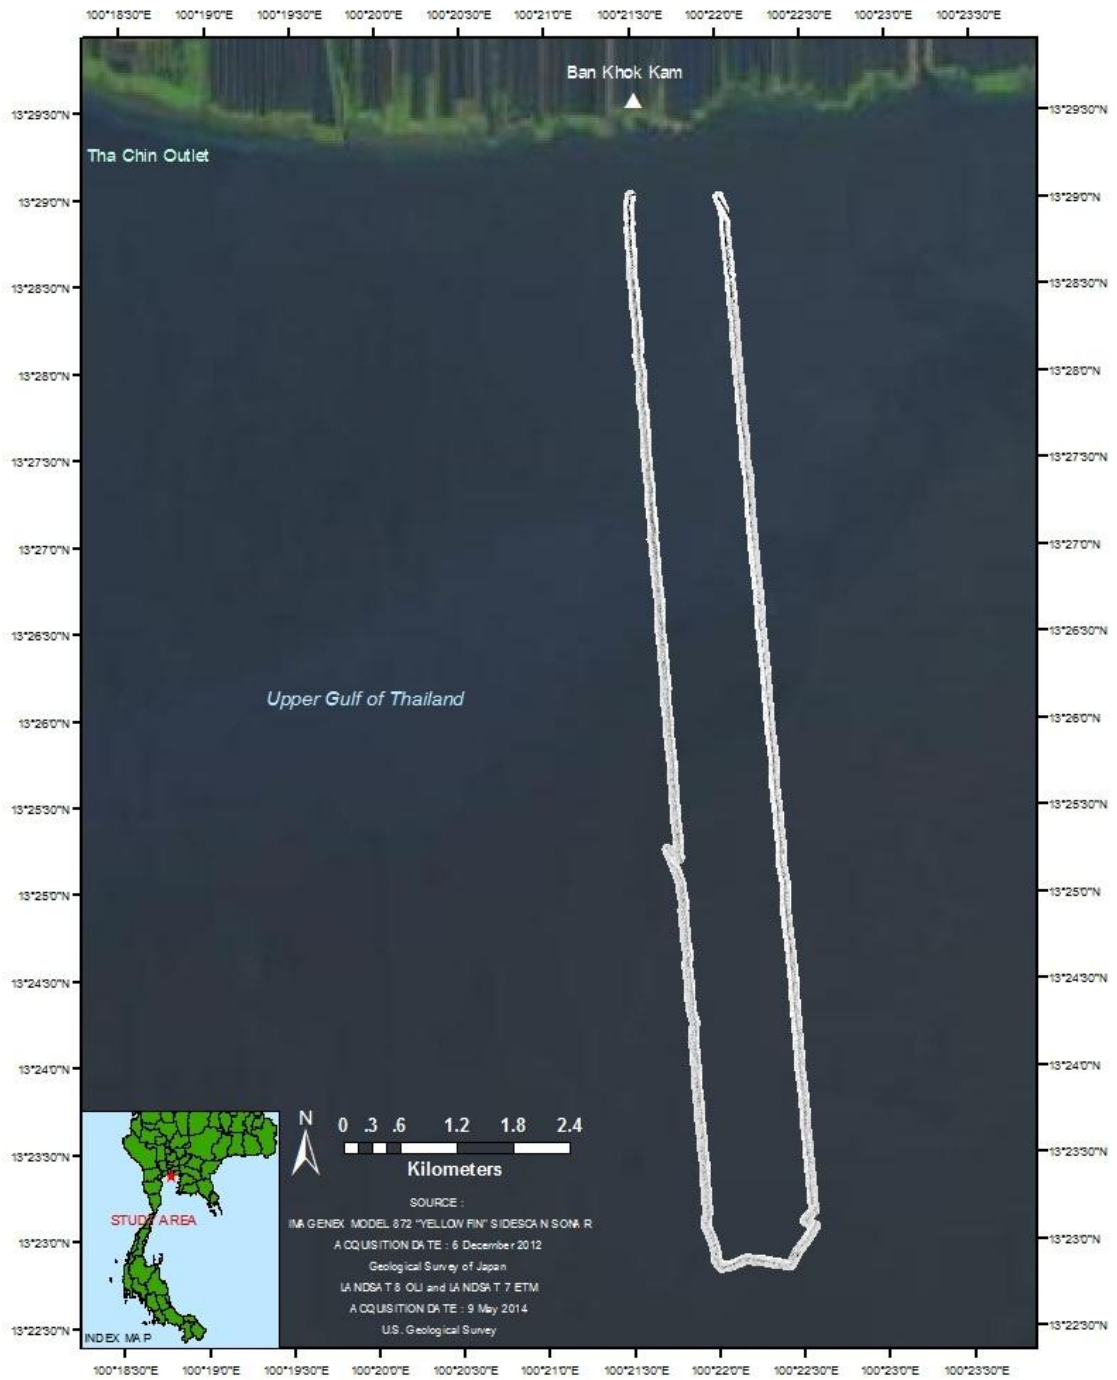 100°18'30"E 100°19'0"E 100°19'30"E 100°20'0"E 100°20'30"E 100°21'0"E 100°21'30"E 100°22'0"E 100°22'30"E 100°23'0"E 100°23'30"E
Ban Khok Kam
13°29'30"N 13°29'30"N
Tha Chin Outlet
13°29'0"N 13°29'0"N
13°28'30"N 13°28'30"N
13°28'0"N 13°28'0"N
13°27'30"N 13°27'30"N
13°27'0"N 13°27'0"N
13°26'30"N 13°26'30"N
Upper Gulf of Thailand
13°26'0"N 13°26'0"N
13°25'30"N 13°25'30"N
13°25'0"N 13°25'0"N
13°24'30"N 13°24'30"N
13°24'0"N 13°24'0"N
13°23'30"N 13°23'30"N
13°23'0"N 13°23'0"N
13°22'30"N 13°22'30"N
STUDY AREA
INDEX MAP
N
0 .3 .6 1.2 1.8 2.4
Kilometers
SOURCE :
IMAGENEX MODEL 872 "YELLOW FIN" SIDESCAN SONAR
ACQUISITION DATE : 6 December 2012
Geological Survey of Japan
LANDSAT 8 OLI and LANDSAT 7 ETM
ACQUISITION DATE : 9 May 2014
U.S. Geological Survey
100°18'30"E 100°19'0"E 100°19'30"E 100°20'0"E 100°20'30"E 100°21'0"E 100°21'30"E 100°22'0"E 100°22'30"E 100°23'0"E 100°23'30"E